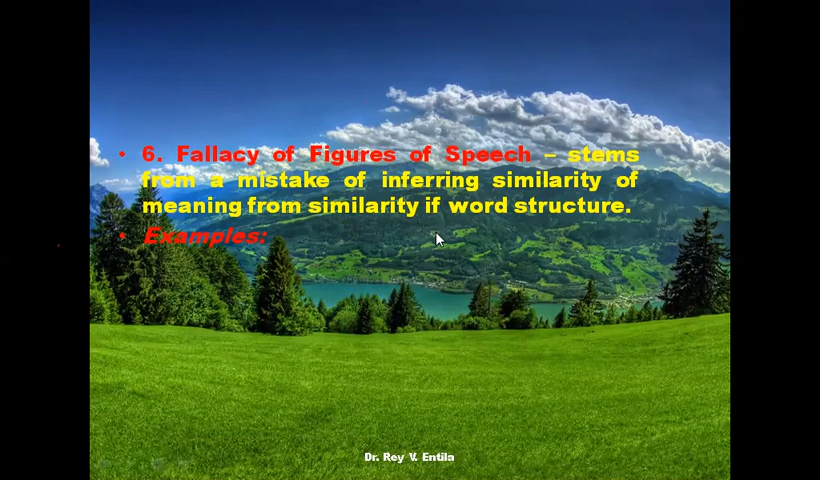 • 6. Fallacy of Figures of Speech – stems
from a mistake of inferring similarity of
meaning from similarity if word structure.
• Examples:
Dr. Rey V. Entila